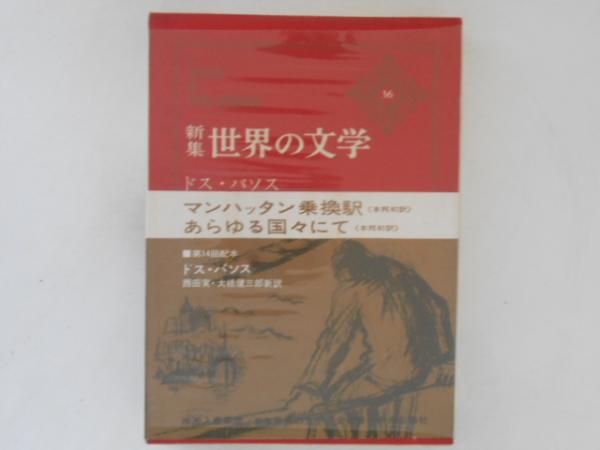 36
新集 世界の文学
ドス・パソス
マンハッタン乗換駅〈本邦初訳〉
あらゆる国々にて〈本邦初訳〉
■第14回配本
ドス・パソス
西田実・大橋健三郎新訳